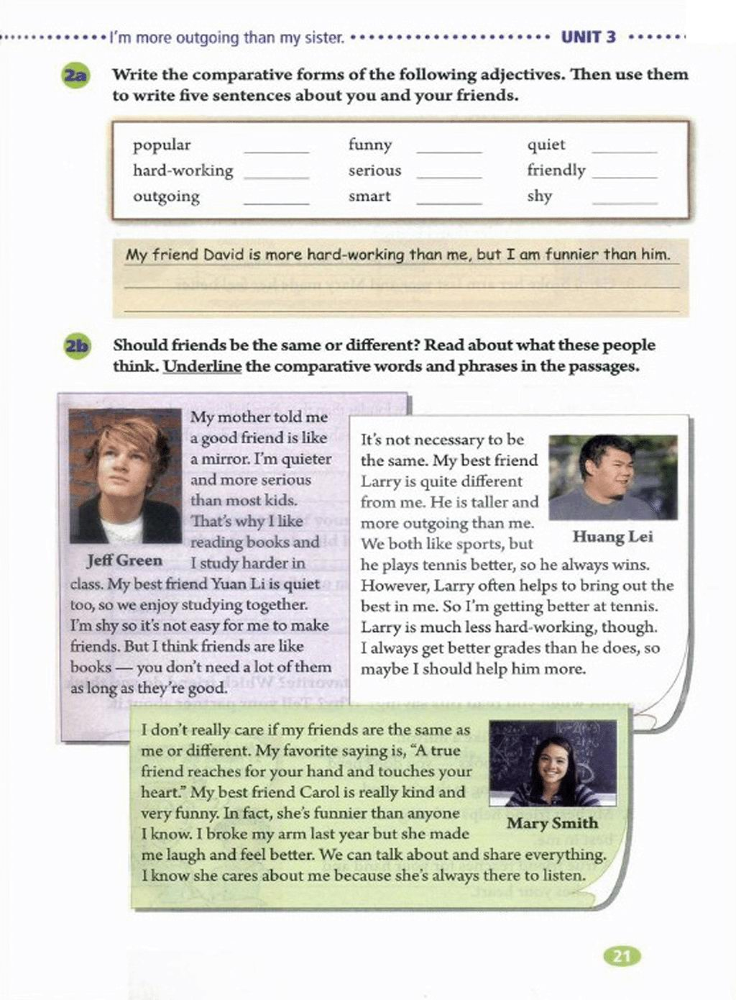 I'm more outgoing than my sister. UNIT 3
2a Write the comparative forms of the following adjectives. Then use them
to write five sentences about you and your friends.
popular ________ funny ________ quiet ________
hard-working ________ serious ________ friendly ________
outgoing ________ smart ________ shy ________
My friend David is more hard-working than me, but I am funnier than him.
2b Should friends be the same or different? Read about what these people
think. Underline the comparative words and phrases in the passages.
My mother told me
a good friend is like
a mirror. I'm quieter
and more serious
than most kids.
That's why I like
reading books and
I study harder in
Jeff Green
class. My best friend Yuan Li is quiet
too, so we enjoy studying together.
I'm shy so it's not easy for me to make
friends. But I think friends are like
books — you don't need a lot of them
as long as they're good.
It's not necessary to be
the same. My best friend
Larry is quite different
from me. He is taller and
more outgoing than me.
We both like sports, but
Huang Lei
he plays tennis better, so he always wins.
However, Larry often helps to bring out the
best in me. So I'm getting better at tennis.
Larry is much less hard-working, though.
I always get better grades than he does, so
maybe I should help him more.
I don't really care if my friends are the same as
me or different. My favorite saying is, “A true
friend reaches for your hand and touches your
heart.” My best friend Carol is really kind and
very funny. In fact, she's funnier than anyone
I know. I broke my arm last year but she made
Mary Smith
me laugh and feel better. We can talk about and share everything.
I know she cares about me because she's always there to listen.
21